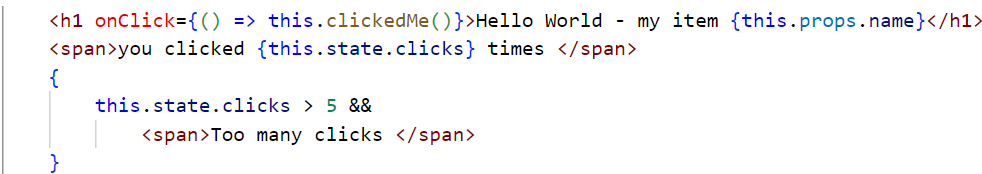 <h1 onClick={() => this.clickedMe()}>Hello World - my item {this.props.name}</h1>
<span>you clicked {this.state.clicks} times </span>
{
    this.state.clicks > 5 &&
        <span>Too many clicks </span>
}